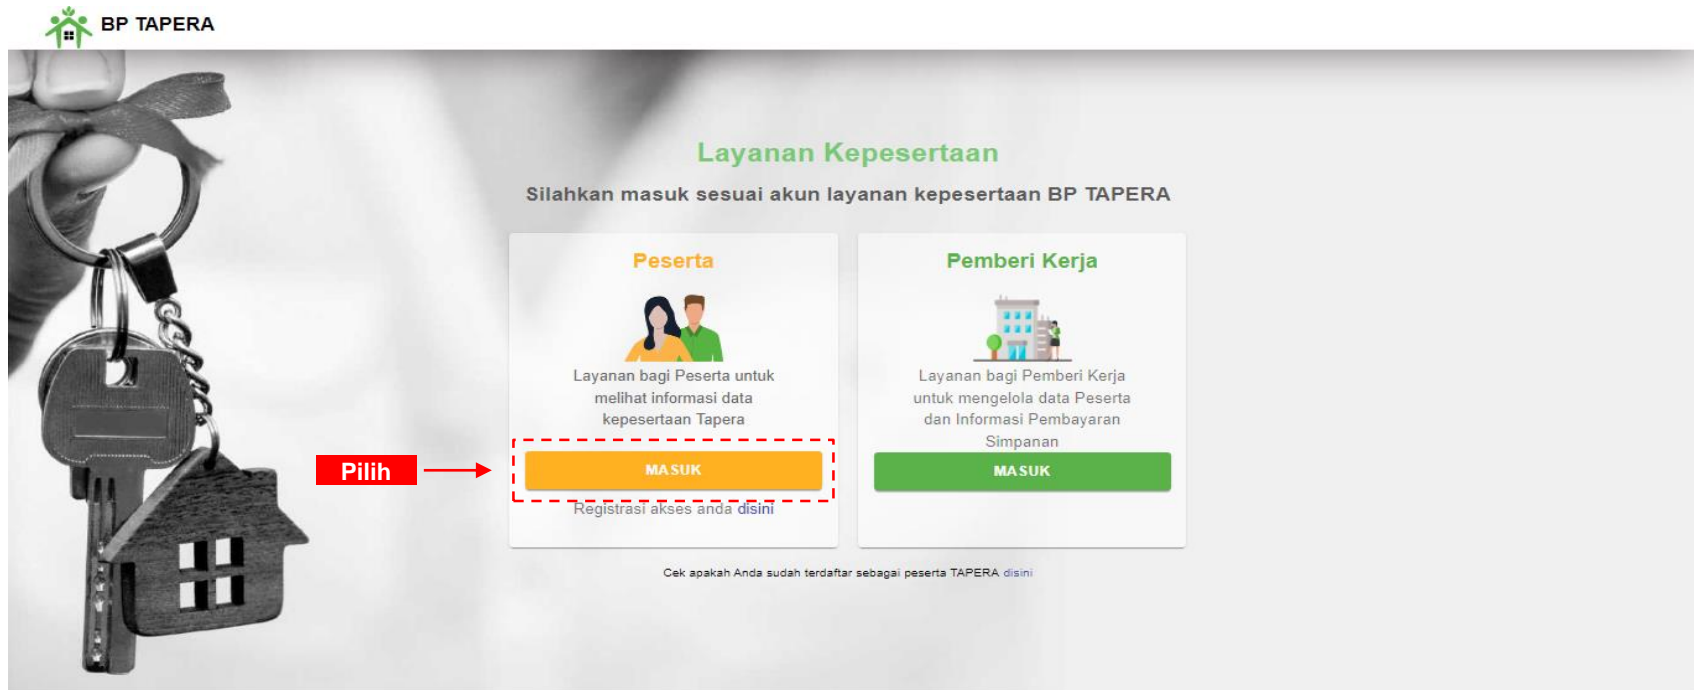 BP TAPERA
Layanan Kepesertaan
Silahkan masuk sesuai akun layanan kepesertaan BP TAPERA
Peserta
Layanan bagi Peserta untuk
melihat informasi data
kepesertaan Tapera
Pilih
MASUK
Registrasi akses anda disini
Pemberi Kerja
Layanan bagi Pemberi Kerja
untuk mengelola data Peserta
dan Informasi Pembayaran
Simpanan
MASUK
Cek apakah Anda sudah terdaftar sebagai peserta TAPERA disini